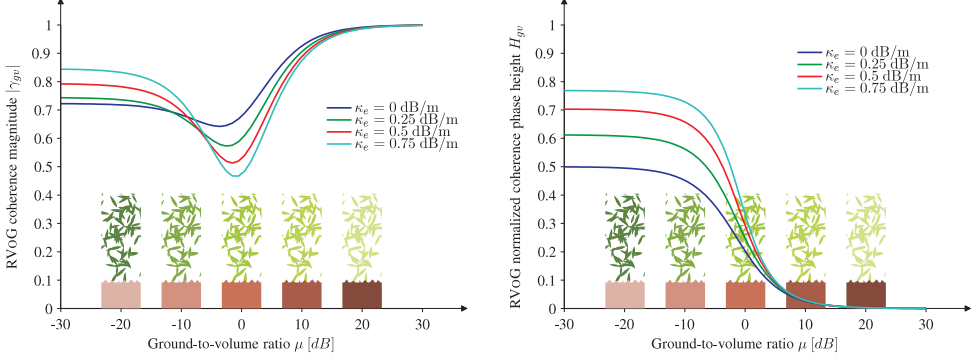 RVoG coherence magnitude |γgv|
1
0.9
0.8
0.7
0.6
0.5
0.4
0.3
0.2
0.1
0
κe = 0 dB/m
κe = 0.25 dB/m
κe = 0.5 dB/m
κe = 0.75 dB/m
-30 -20 -10 0 10 20 30
Ground-to-volume ratio μ [dB]
RVoG normalized coherence phase height Hgv
1
0.9
0.8
0.7
0.6
0.5
0.4
0.3
0.2
0.1
0
κe = 0 dB/m
κe = 0.25 dB/m
κe = 0.5 dB/m
κe = 0.75 dB/m
-30 -20 -10 0 10 20 30
Ground-to-volume ratio μ [dB]